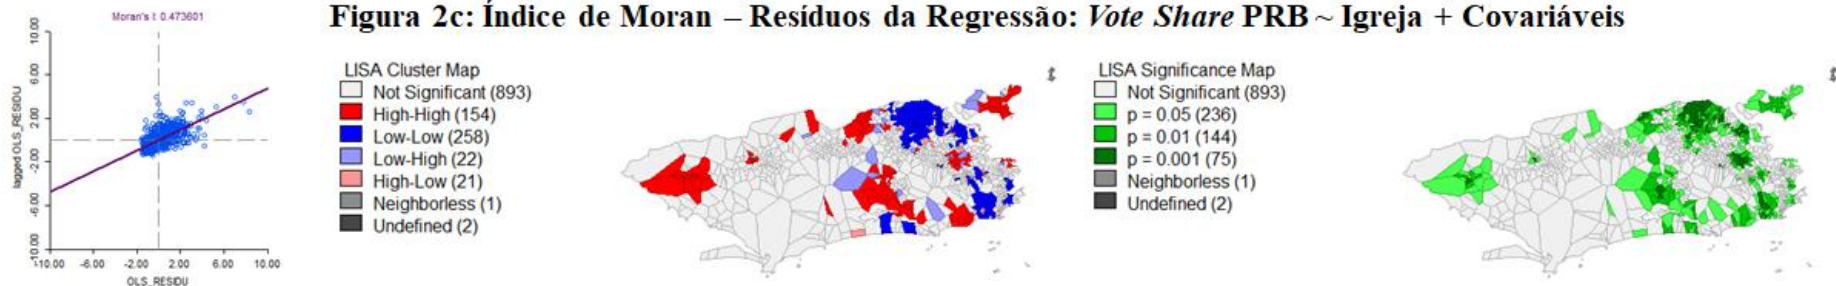 Figura 2c: Índice de Moran – Resíduos da Regressão: Vote Share PRB ~ Igreja + Covariáveis
Moran's I: 0.473601
lagged OLS_RESIDU
10.00
6.00
2.00
-2.00
-6.00
-10.00
-10.00 -6.00 -2.00 2.00 6.00 10.00
OLS_RESIDU
LISA Cluster Map
Not Significant (893)
High-High (154)
Low-Low (258)
Low-High (22)
High-Low (21)
Neighborless (1)
Undefined (2)
LISA Significance Map
Not Significant (893)
p = 0.05 (236)
p = 0.01 (144)
p = 0.001 (75)
Neighborless (1)
Undefined (2)